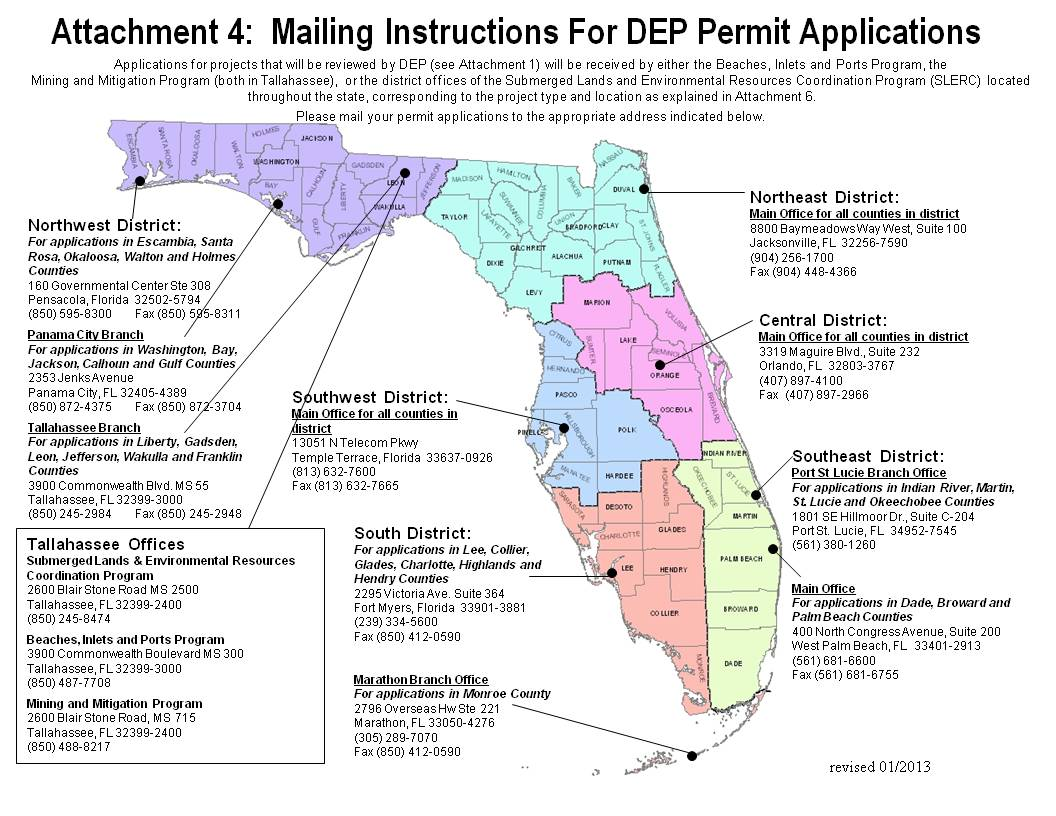 Attachment 4:  Mailing Instructions For DEP Permit Applications
Applications for projects that will be reviewed by DEP (see Attachment 1) will be received by either the Beaches, Inlets and Ports Program, the
Mining and Mitigation Program (both in Tallahassee),  or the district offices of the Submerged Lands and Environmental Resources Coordination Program (SLERC)  located
throughout the state, corresponding to the project type and location as explained in Attachment 6.
Please mail your permit applications to the appropriate address indicated below.
Northwest District:
For applications in Escambia, Santa
Rosa, Okaloosa, Walton and Holmes
Counties
160 Governmental Center Ste 308
Pensacola, Florida  32502-5794
(850) 595-8300      Fax (850) 595-8311
Panama City Branch
For applications in Washington, Bay,
Jackson, Calhoun and Gulf Counties
2353 Jenks Avenue
Panama City, FL 32405-4389
(850) 872-4375      Fax (850) 872-3704
Tallahassee Branch
For applications in Liberty, Gadsden,
Leon, Jefferson, Wakulla and Franklin
Counties
3900 Commonwealth Blvd. MS 55
Tallahassee, FL 32399-3000
(850) 245-2984      Fax (850) 245-2948
Tallahassee Offices
Submerged Lands & Environmental Resources
Coordination Program
2600 Blair Stone Road MS 2500
Tallahassee, FL 32399-2400
(850) 245-8474
Beaches, Inlets and Ports Program
3900 Commonwealth Boulevard MS 300
Tallahassee, FL 32399-3000
(850) 487-7708
Mining and Mitigation Program
2600 Blair Stone Road, MS 715
Tallahassee, FL 32399-2400
(850) 488-8217
Southwest District:
Main Office for all counties in
district
13051 N Telecom Pkwy
Temple Terrace, Florida  33637-0926
(813) 632-7600
Fax (813) 632-7665
South District:
For applications in Lee, Collier,
Glades, Charlotte, Highlands and
Hendry Counties
2295 Victoria Ave. Suite 364
Fort Myers, Florida  33901-3881
(239) 334-5600
Fax (850) 412-0590
Marathon Branch Office
For applications in Monroe County
2796 Overseas Hw Ste 221
Marathon, FL 33050-4276
(305) 289-7070
Fax (850) 412-0590
Northeast District:
Main Office for all counties in district
8800 Baymeadows Way West, Suite 100
Jacksonville, FL  32256-7590
(904) 256-1700
Fax (904) 448-4366
Central District:
Main Office for all counties in district
3319 Maguire Blvd., Suite 232
Orlando, FL  32803-3767
(407) 897-4100
Fax  (407) 897-2966
Southeast District:
Port St Lucie Branch Office
For applications in Indian River, Martin,
St. Lucie and Okeechobee Counties
1801 SE Hillmoor Dr., Suite C-204
Port St. Lucie, FL  34952-7545
(561) 380-1260
Main Office
For applications in Dade, Broward and
Palm Beach Counties
400 North Congress Avenue, Suite 200
West Palm Beach, FL  33401-2913
(561) 681-6600
Fax (561) 681-6755
ESCAMBIA
SANTA ROSA
OKALOOSA
WALTON
HOLMES
JACKSON
WASHINGTON
BAY
CALHOUN
GULF
LIBERTY
GADSDEN
LEON
WAKULLA
FRANKLIN
JEFFERSON
MADISON
TAYLOR
HAMILTON
SUWANNEE
LAFAYETTE
DIXIE
COLUMBIA
GILCHRIST
BAKER
UNION
BRADFORD
ALACHUA
LEVY
NASSAU
DUVAL
CLAY
ST JOHNS
PUTNAM
FLAGLER
MARION
VOLUSIA
LAKE
SUMTER
SEMINOLE
ORANGE
OSCEOLA
BREVARD
CITRUS
HERNANDO
PASCO
PINELLAS
HILLSBOROUGH
POLK
MANATEE
HARDEE
INDIAN RIVER
OKEECHOBEE
ST LUCIE
MARTIN
PALM BEACH
BROWARD
DADE
SARASOTA
DESOTO
HIGHLANDS
CHARLOTTE
GLADES
LEE
HENDRY
COLLIER
MONROE
revised 01/2013